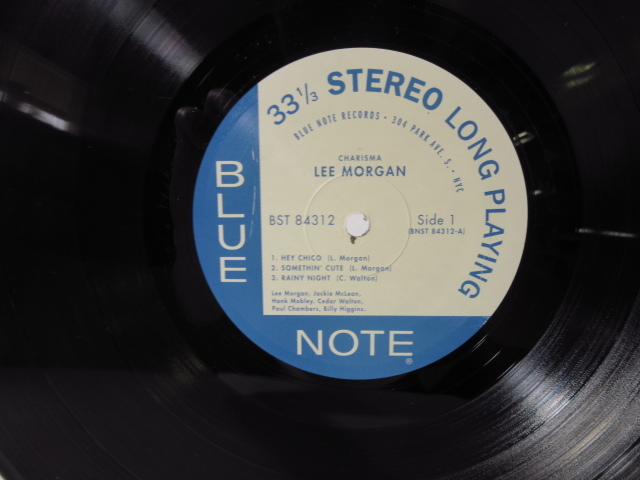 33 1/3 STEREO LONG PLAYING
BLUE NOTE RECORDS • 304 PARK AVE. S. • NYC
CHARISMA
LEE MORGAN
BST 84312
Side 1
(BNST 84312-A)
1. HEY CHICO (L. Morgan)
2. SOMETHIN' CUTE (L. Morgan)
3. RAINY NIGHT (C. Walton)
Lee Morgan, Jackie McLean,
Hank Mobley, Cedar Walton,
Paul Chambers, Billy Higgins.
BLUE
NOTE®